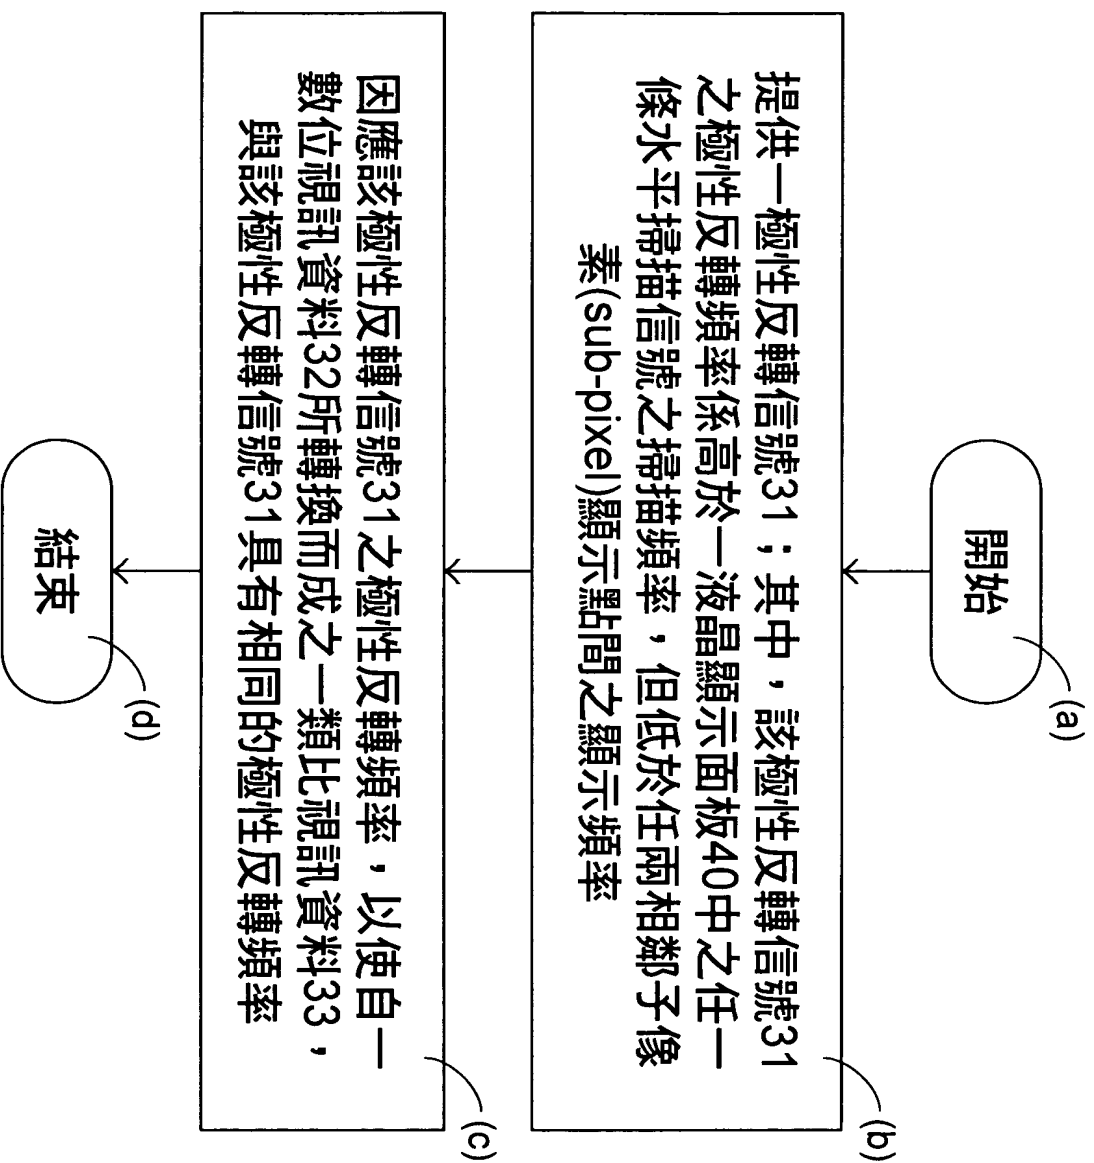 開始
(a)
提供一極性反轉信號31；其中，該極性反轉信號31
之極性反轉頻率係高於一液晶顯示面板40中之任一
條水平掃描信號之掃描頻率，但低於任兩相鄰子像
素(sub-pixel)顯示點間之顯示頻率
(b)
因應該極性反轉信號31之極性反轉頻率，以使自一
數位視訊資料32所轉換而成之一類比視訊資料33，
與該極性反轉信號31具有相同的極性反轉頻率
(c)
結束
(d)